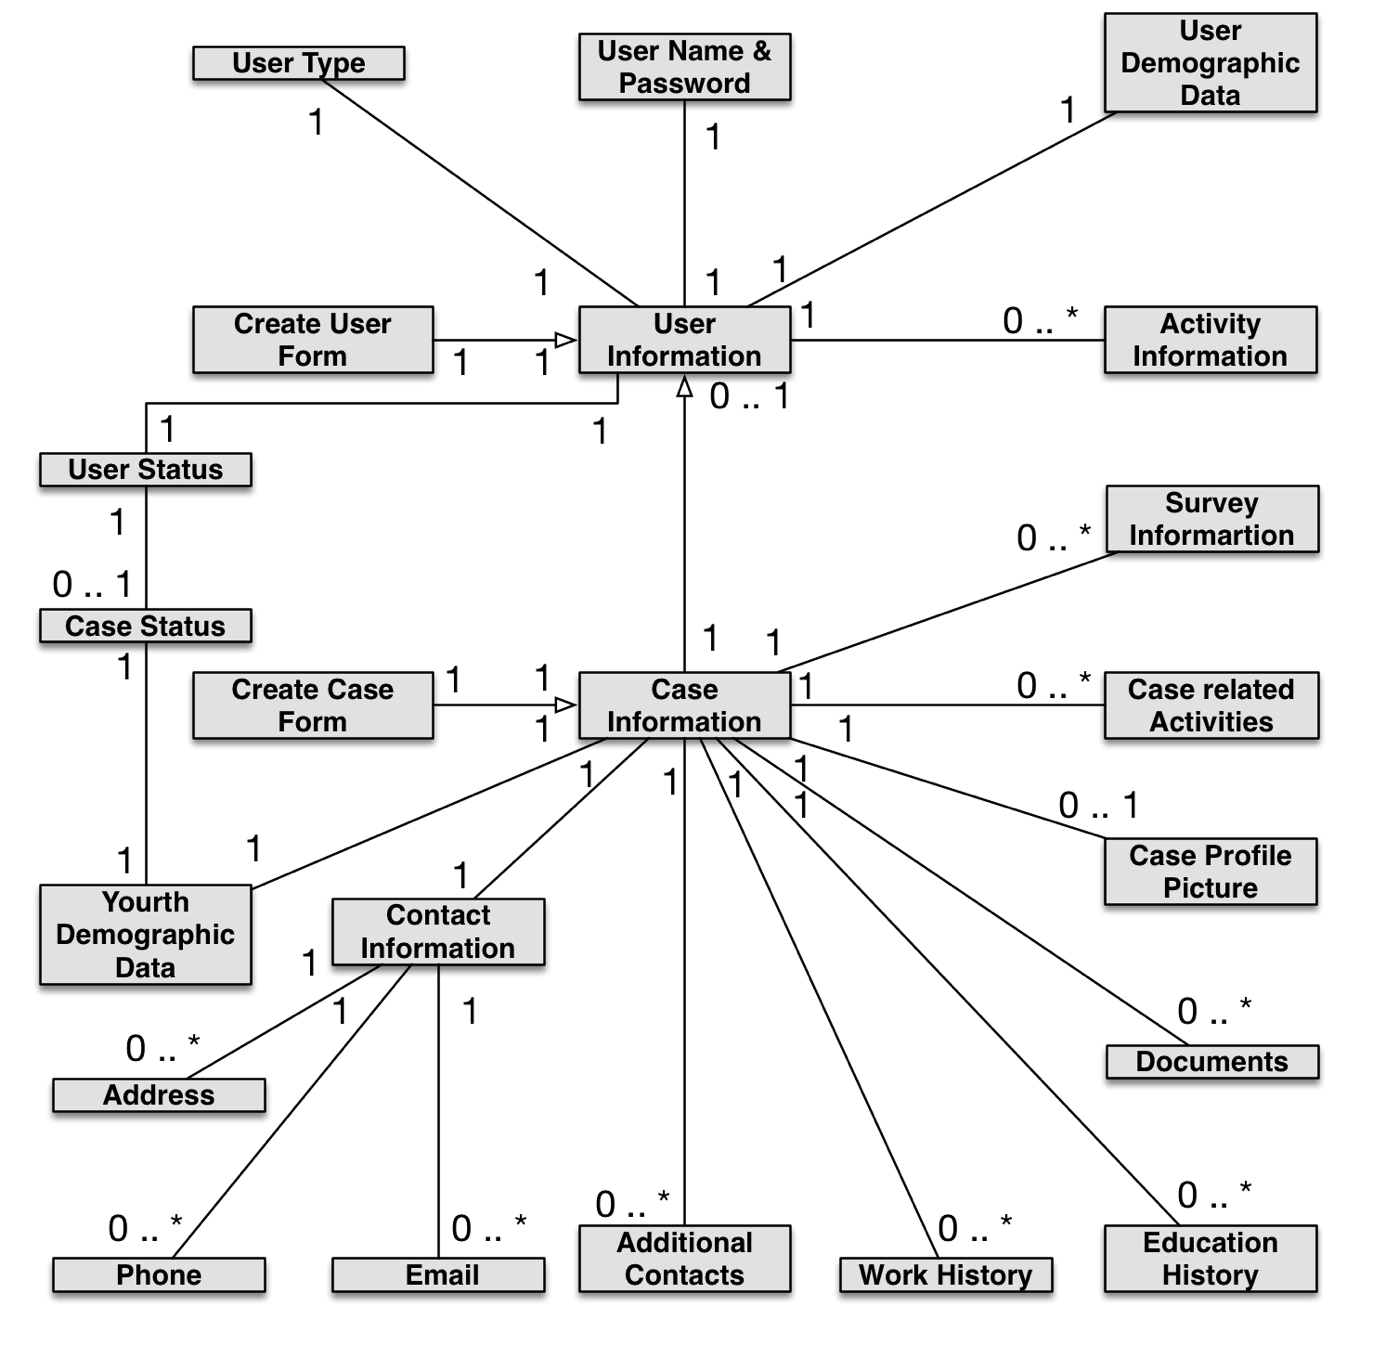 User Type
User Name &
Password
User
Demographic
Data
1
1
1
1
1
1
Create User
Form
1
1
User
Information
1
0 .. *
Activity
Information
0 .. 1
1
1
User Status
1
0 .. 1
Case Status
1
Survey
Informartion
0 .. *
1
1
Create Case
Form
1
1
1
Case
Information
1
0 .. *
Case related
Activities
1
0 .. 1
Case Profile
Picture
1
1
1
1
1
1
1
1
Yourth
Demographic
Data
Contact
Information
1
1
1
0 .. *
Address
0 .. *
Documents
0 .. *
Phone
0 .. *
Email
0 .. *
Additional
Contacts
0 .. *
Work History
0 .. *
Education
History